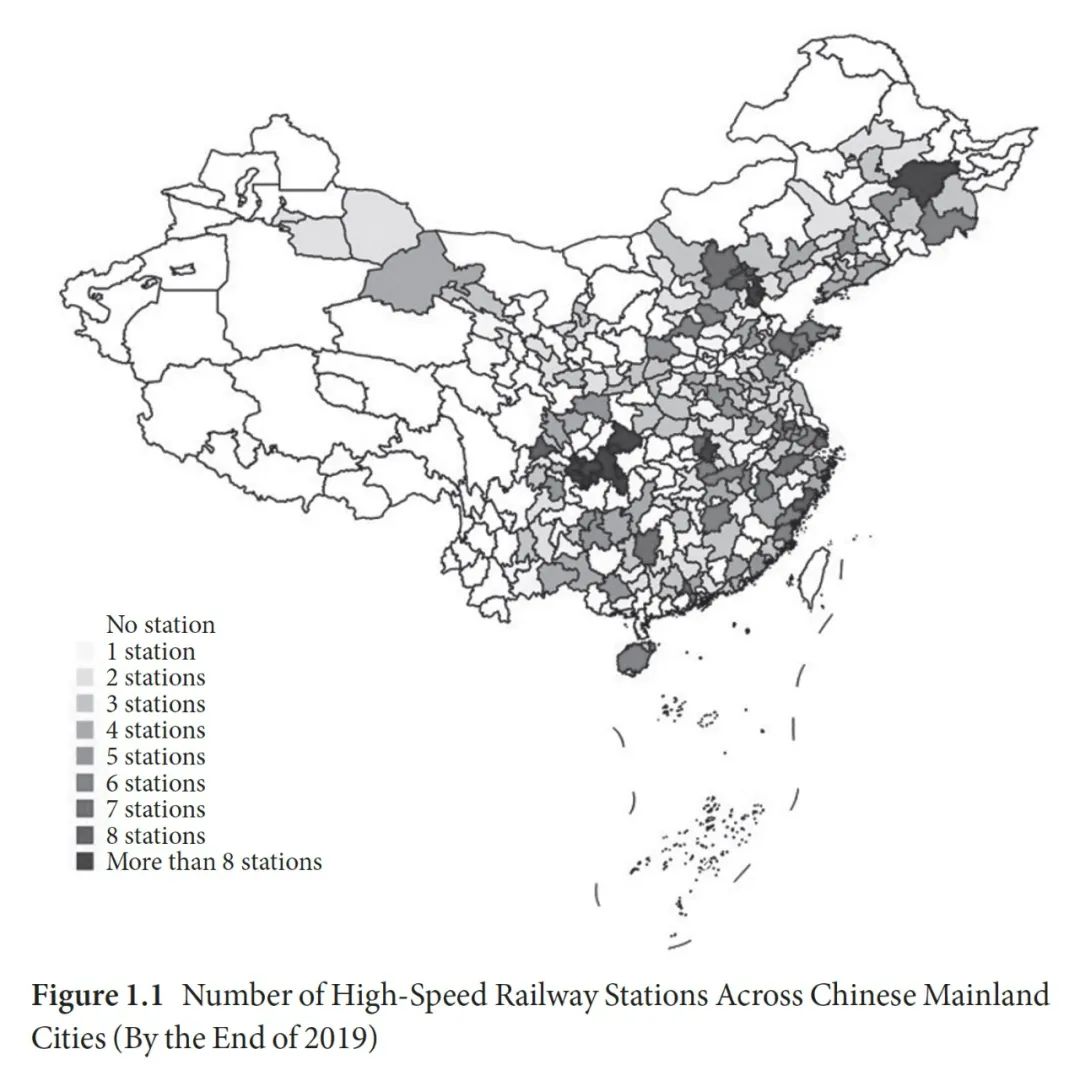 No station
1 station
2 stations
3 stations
4 stations
5 stations
6 stations
7 stations
8 stations
More than 8 stations
Figure 1.1 Number of High-Speed Railway Stations Across Chinese Mainland
Cities (By the End of 2019)